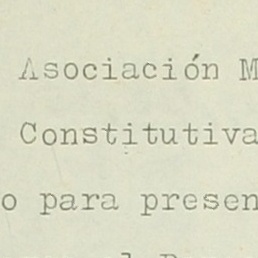 Asociación M
Constitutiva
o para presen